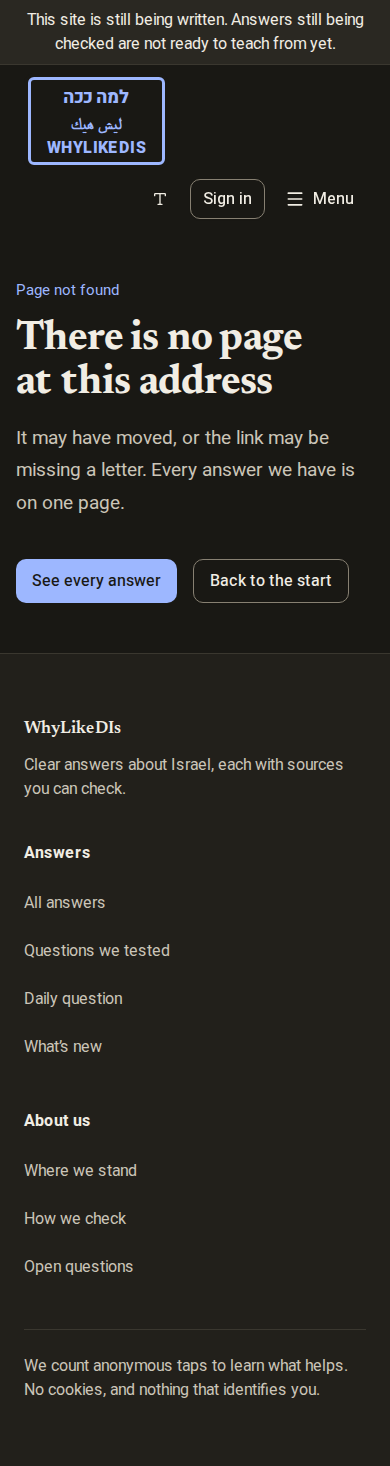 This site is still being written. Answers still being
checked are not ready to teach from yet.
למה ככה
ليش هيك
WHYLIKEDIS
T
Sign in
Menu
Page not found
There is no page
at this address
It may have moved, or the link may be
missing a letter. Every answer we have is
on one page.
See every answer
Back to the start
WhyLikeDIs
Clear answers about Israel, each with sources
you can check.
Answers
All answers
Questions we tested
Daily question
What's new
About us
Where we stand
How we check
Open questions
We count anonymous taps to learn what helps.
No cookies, and nothing that identifies you.